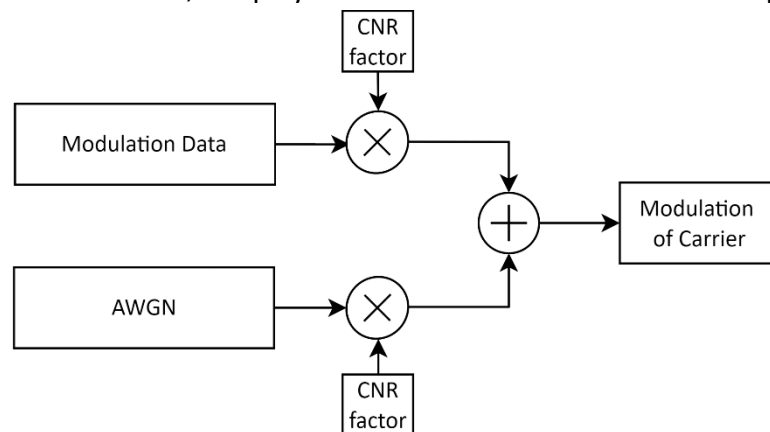 CNR
factor
Modulation Data
Modulation
of Carrier
AWGN
CNR
factor